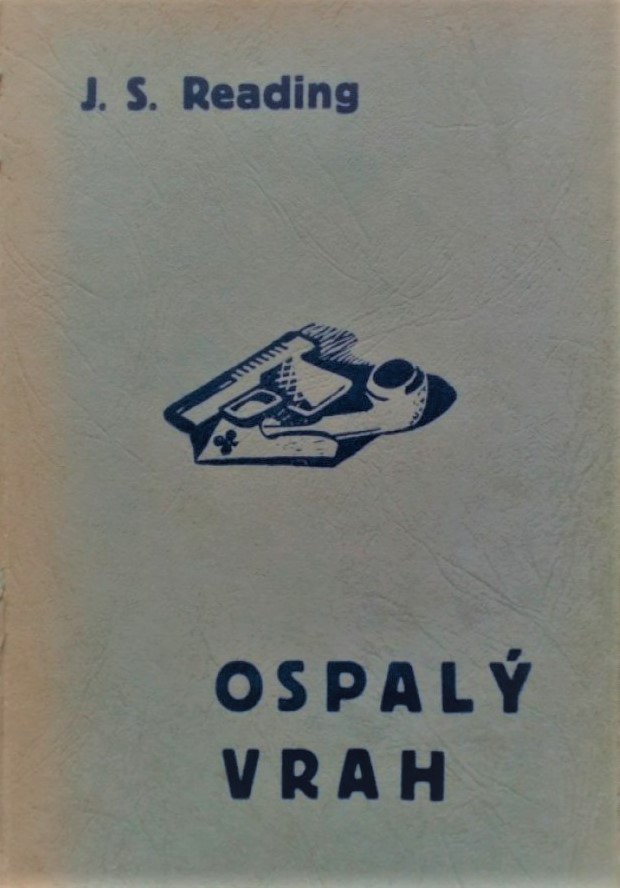 J. S. Reading
OSPALÝ
VRAH